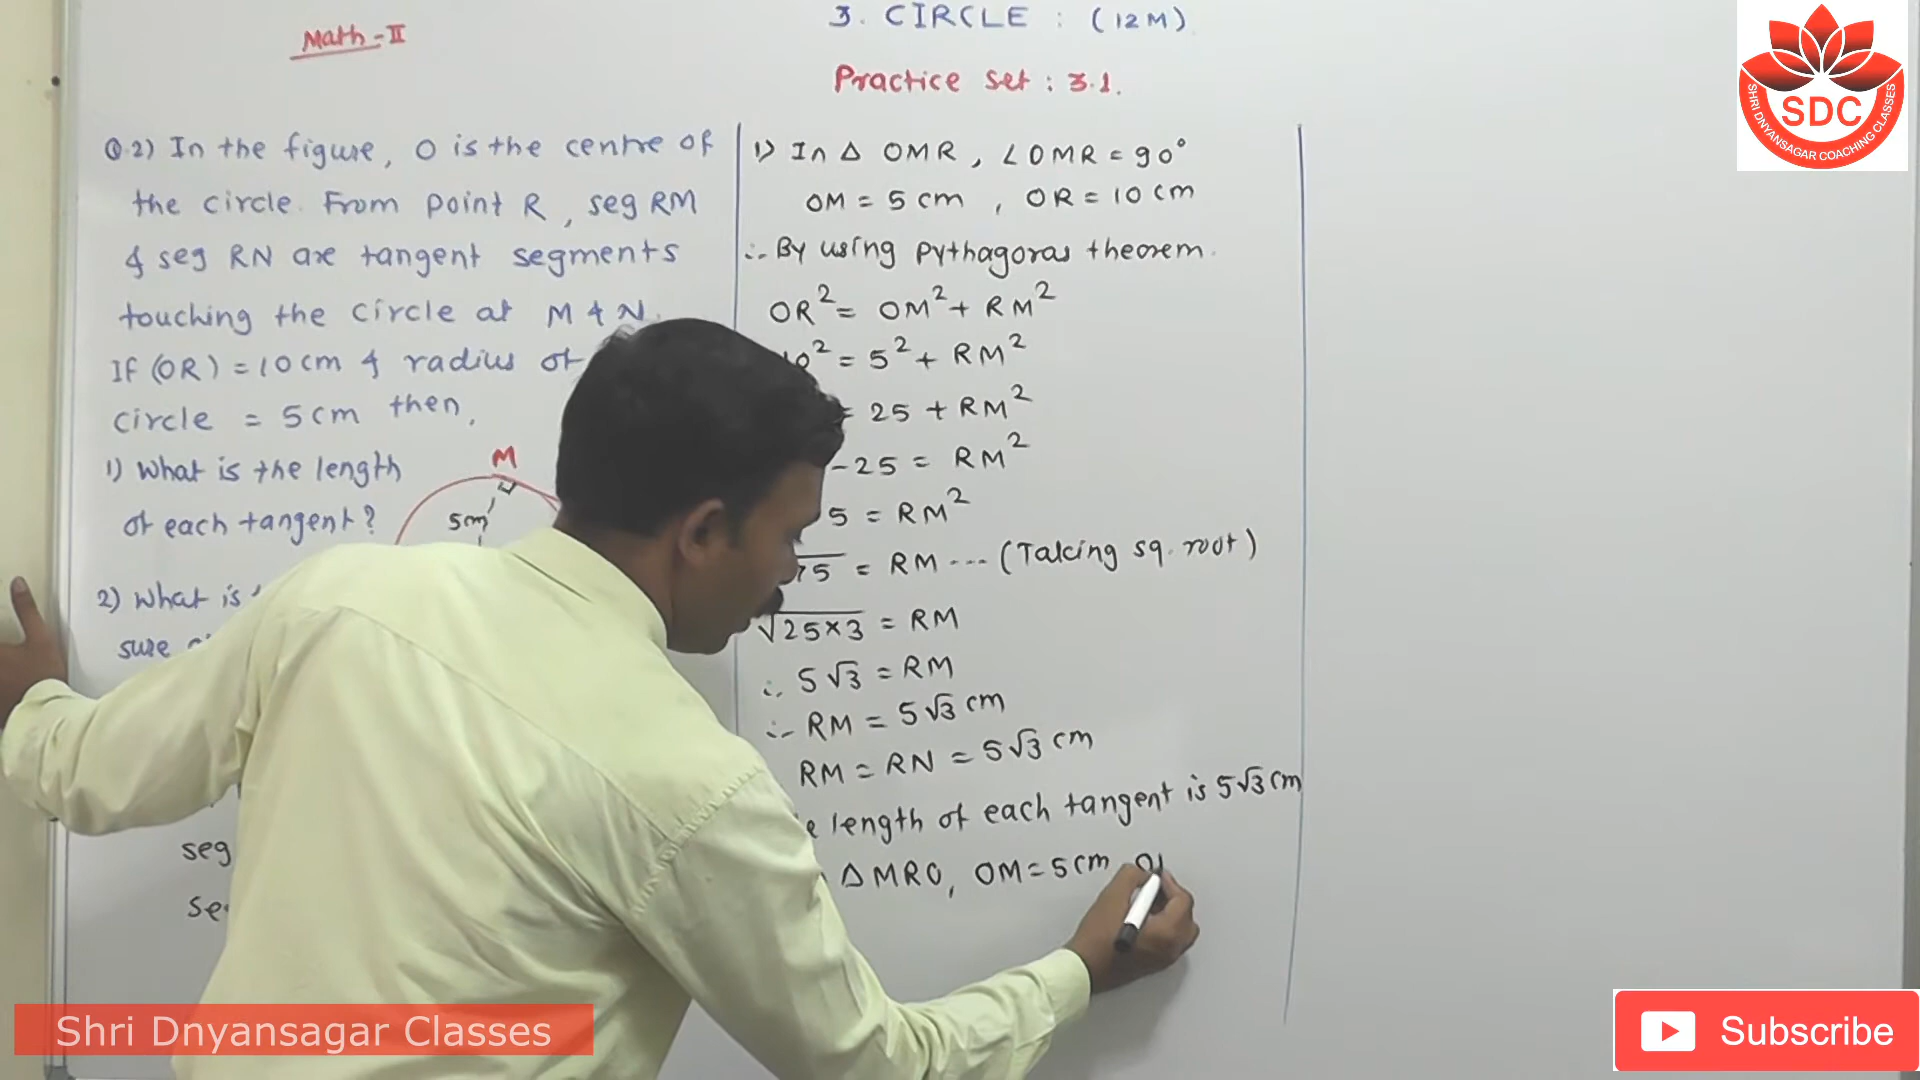 Math-II
3. CIRCLE : (12M)
Practice set : 3.1.
Q.2) In the figure, O is the centre of
the circle. From point R, seg RM
& seg RN are tangent segments
touching the circle at M & N.
If (OR) = 10 cm & radius of
circle = 5 cm then,
1) What is the length
of each tangent?
2) What is
sure
M
5cm
seg
1) In △ OMR, ∠OMR = 90°
OM = 5 cm , OR = 10 cm
∴ By using pythagoras theorem.
OR² = OM² + RM²
10² = 5² + RM²
= 25 + RM²
-25 = RM²
5 = RM²
75 = RM --- (Taking sq. root)
√25×3 = RM
∴ 5√3 = RM
∴ RM = 5√3 cm
RM = RN = 5√3 cm
length of each tangent is 5√3 cm
△ MRO, OM = 5 cm
SHRI DNYANSAGAR COACHING CLASSES
SDC
Shri Dnyansagar Classes
Subscribe